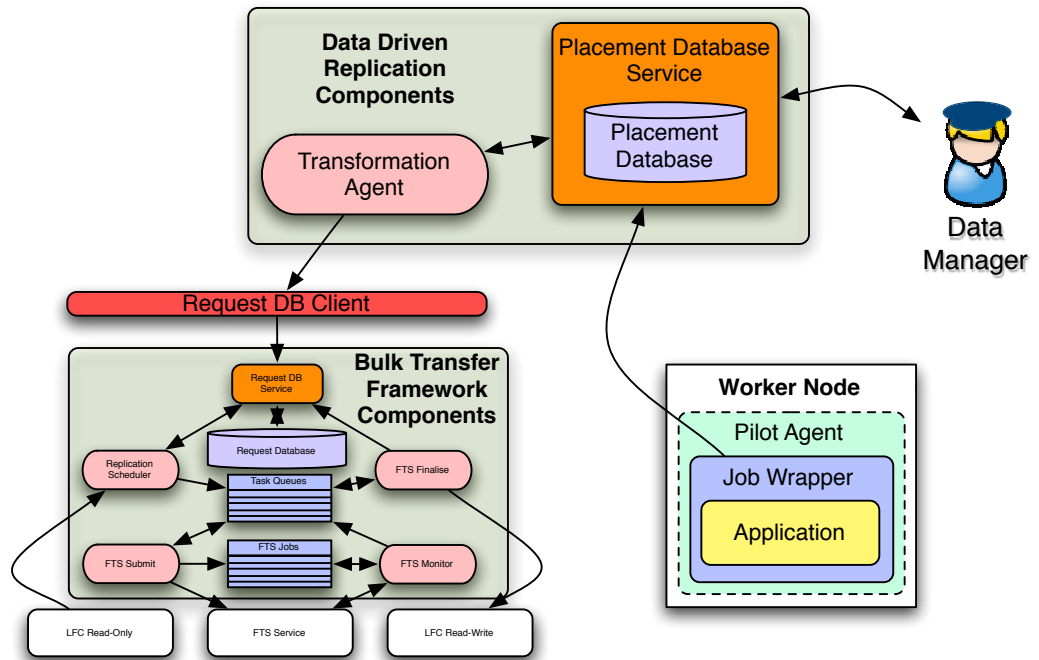 Data Driven
Replication
Components
Placement Database
Service
Placement
Database
Transformation
Agent
Data
Manager
Request DB Client
Bulk Transfer
Framework
Components
Request DB
Service
Request Database
Replication
Scheduler
FTS Finalise
Task Queues
FTS Submit
FTS Jobs
FTS Monitor
LFC Read-Only
FTS Service
LFC Read-Write
Worker Node
Pilot Agent
Job Wrapper
Application